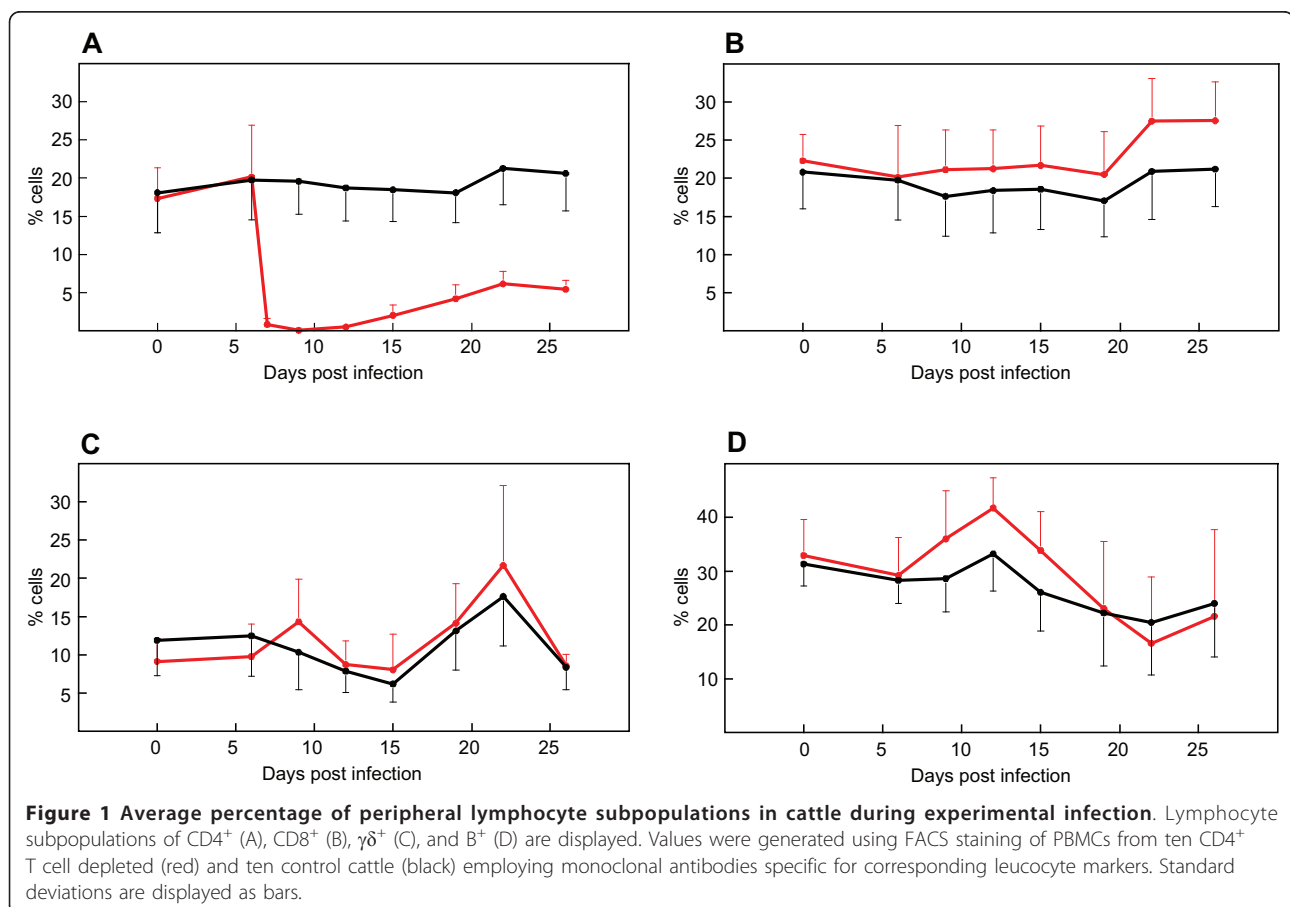 A
B
30
25
20
15
10
5
% cells
0 5 10 15 20 25
Days post infection
30
25
20
15
10
5
% cells
0 5 10 15 20 25
Days post infection
C
D
30
25
20
15
10
5
% cells
0 5 10 15 20 25
Days post infection
40
30
20
10
% cells
0 5 10 15 20 25
Days post infection
Figure 1 Average percentage of peripheral lymphocyte subpopulations in cattle during experimental infection. Lymphocyte
subpopulations of CD4⁺ (A), CD8⁺ (B), γδ⁺ (C), and B⁺ (D) are displayed. Values were generated using FACS staining of PBMCs from ten CD4⁺
T cell depleted (red) and ten control cattle (black) employing monoclonal antibodies specific for corresponding leucocyte markers. Standard
deviations are displayed as bars.